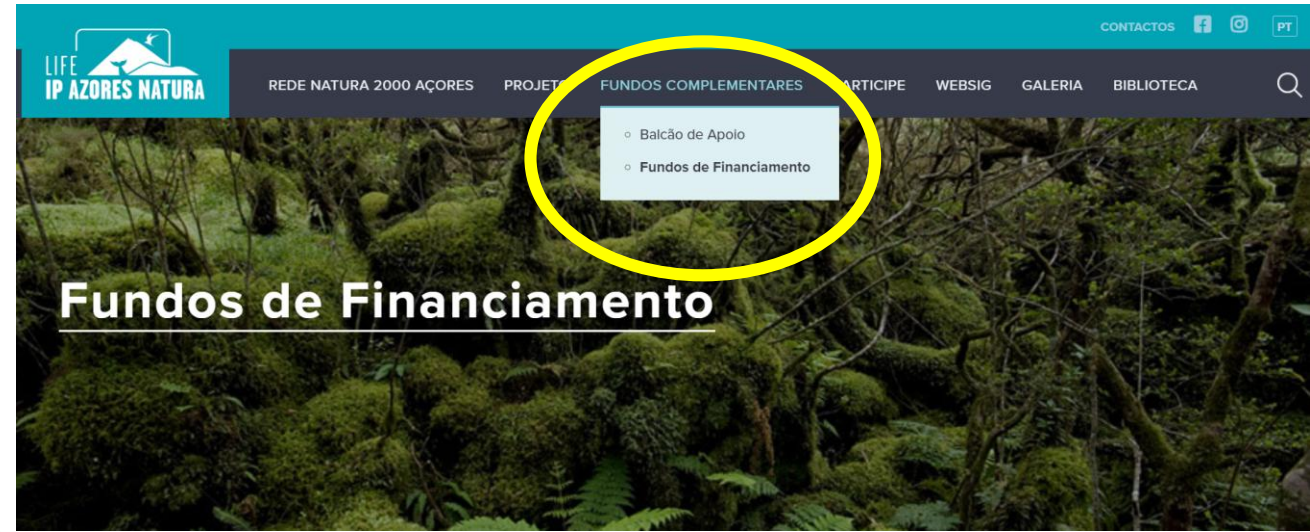 CONTACTOS PT
LIFE
IP AZORES NATURA
REDE NATURA 2000 AÇORES FUNDOS COMPLEMENTARES WEBSIG GALERIA BIBLIOTECA
Balcão de Apoio
Fundos de Financiamento
Fundos de Financiamento